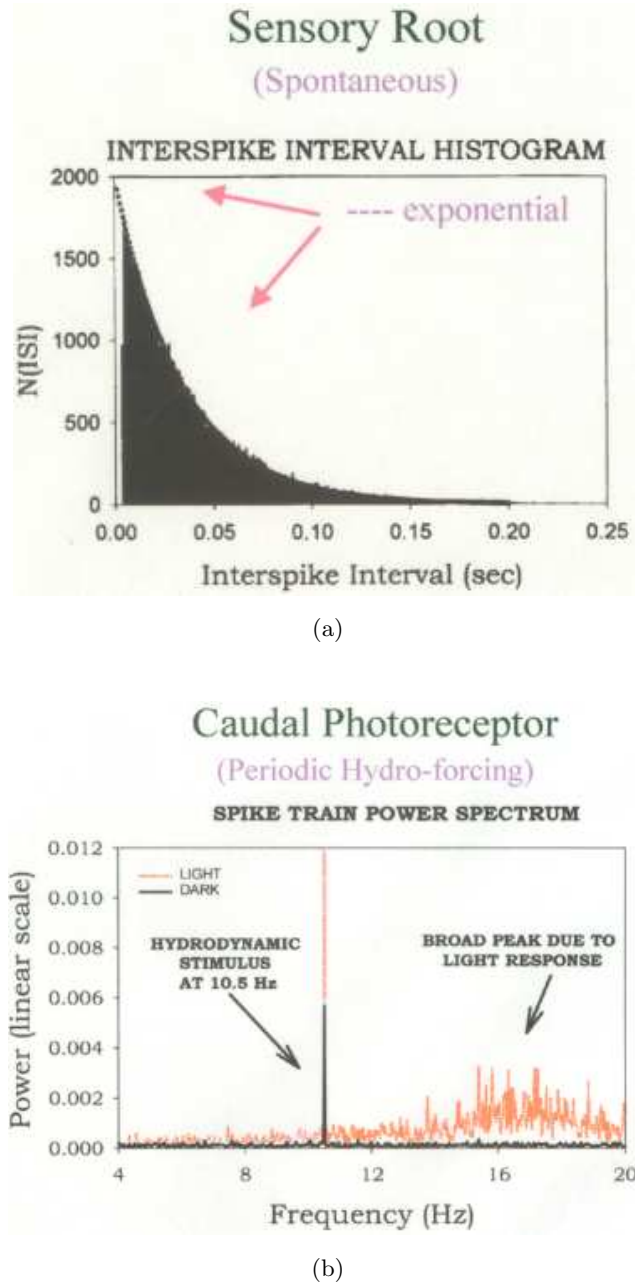 Sensory Root
(Spontaneous)
INTERSPIKE INTERVAL HISTOGRAM
---- exponential
N(ISI)
2000
1500
1000
500
0
0.00 0.05 0.10 0.15 0.20 0.25
Interspike Interval (sec)
(a)
Caudal Photoreceptor
(Periodic Hydro-forcing)
SPIKE TRAIN POWER SPECTRUM
Power (linear scale)
0.012
0.010
0.008
0.006
0.004
0.002
0.000
LIGHT
DARK
HYDRODYNAMIC
STIMULUS
AT 10.5 Hz
BROAD PEAK DUE TO
LIGHT RESPONSE
4 8 12 16 20
Frequency (Hz)
(b)